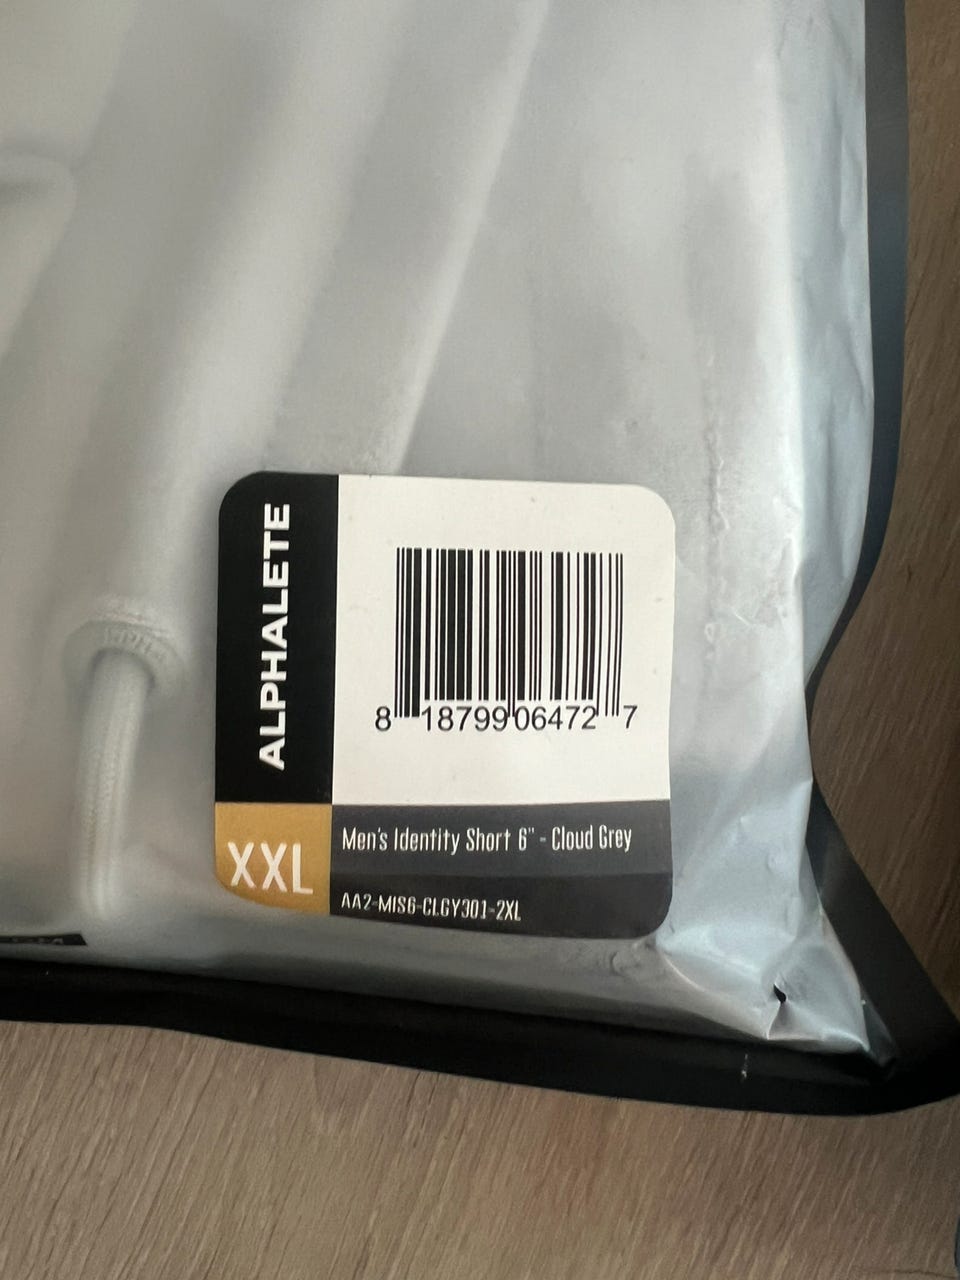 ALPHALETE
8 18799 06472 7
XXL
Men's Identity Short 6" - Cloud Grey
AA2-MIS6-CLGY301-2XL